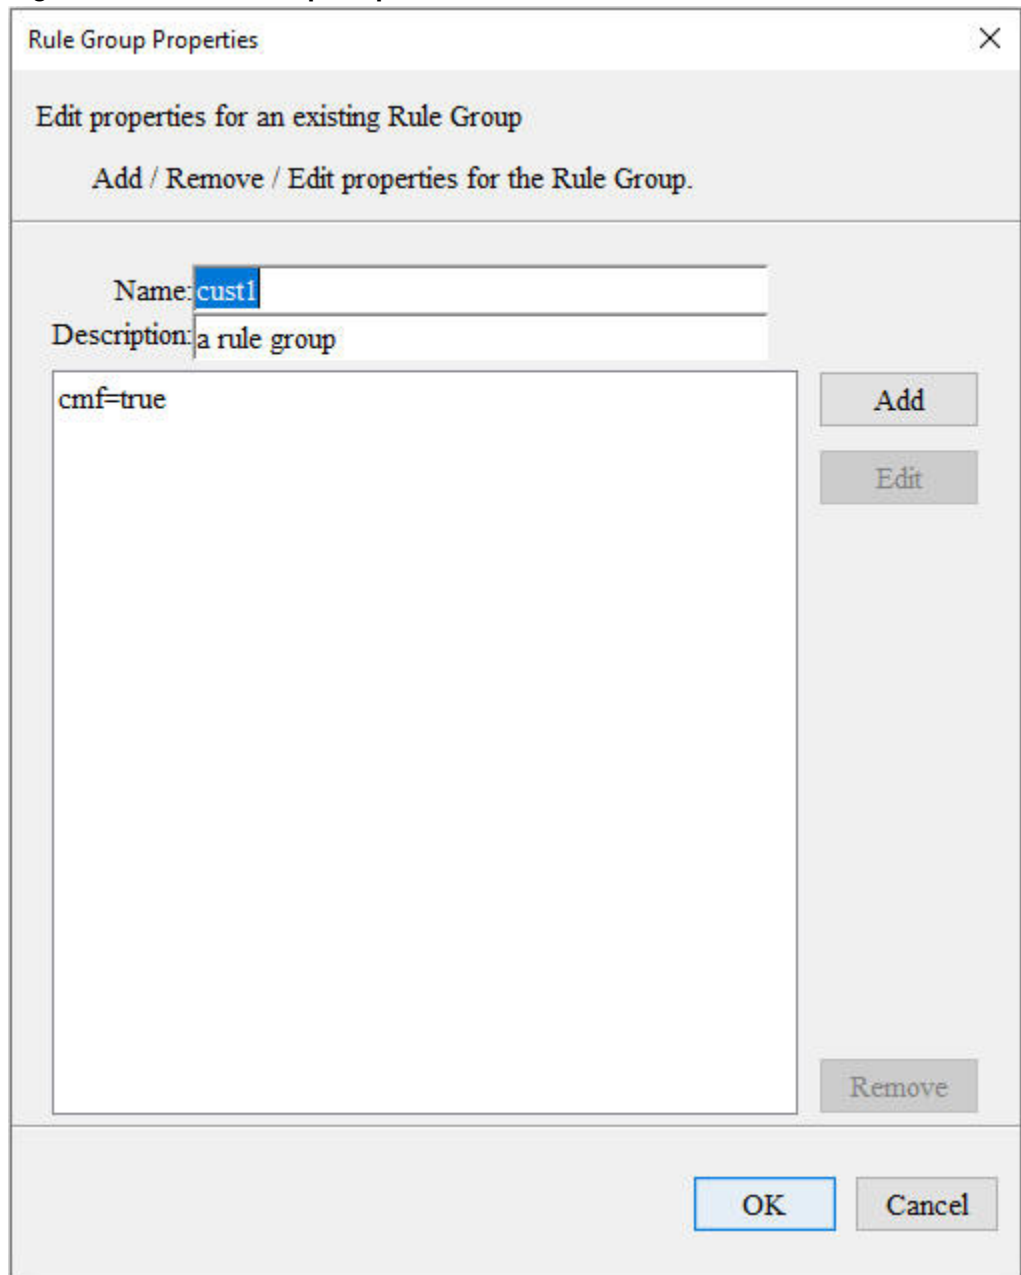 Rule Group Properties
Edit properties for an existing Rule Group
Add / Remove / Edit properties for the Rule Group.
Name: cust1
Description: a rule group
cmf=true
Add
Edit
Remove
OK
Cancel